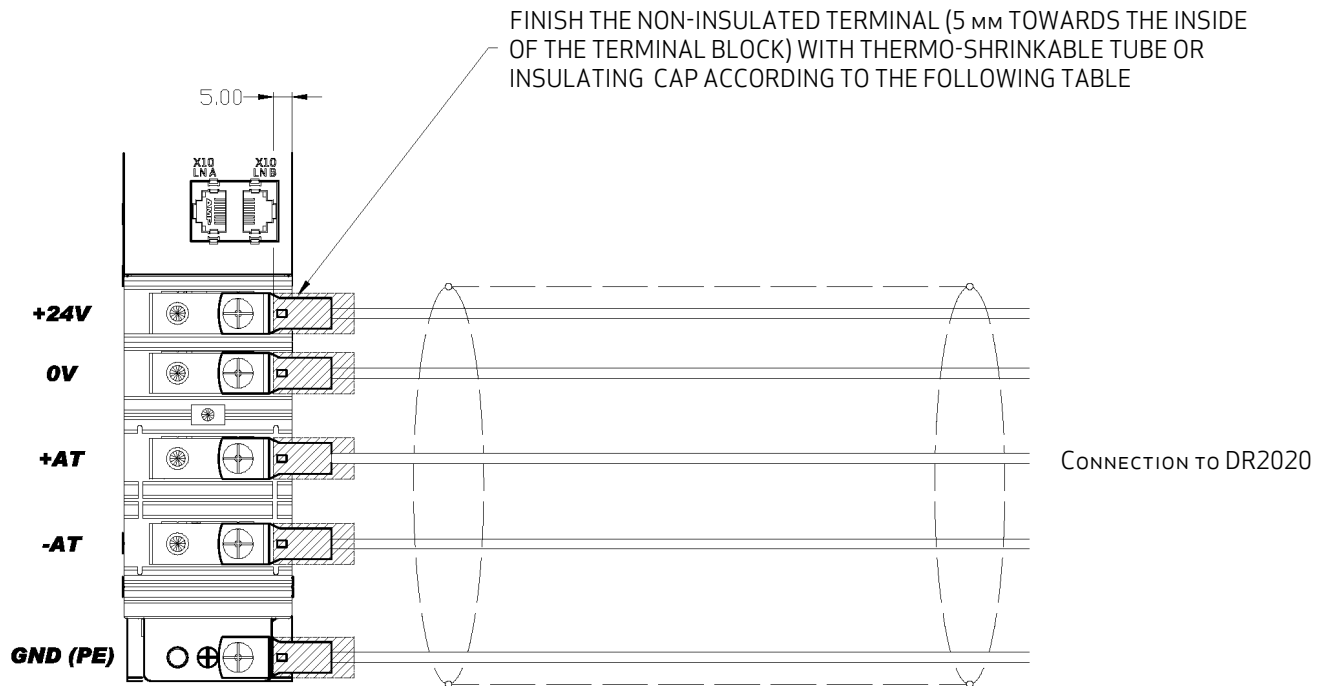 FINISH THE NON-INSULATED TERMINAL (5 MM TOWARDS THE INSIDE
OF THE TERMINAL BLOCK) WITH THERMO-SHRINKABLE TUBE OR
INSULATING CAP ACCORDING TO THE FOLLOWING TABLE
5.00
X10 X10
LN A LN B
AMP
+24V
0V
+AT
CONNECTION TO DR2020
-AT
GND (PE)